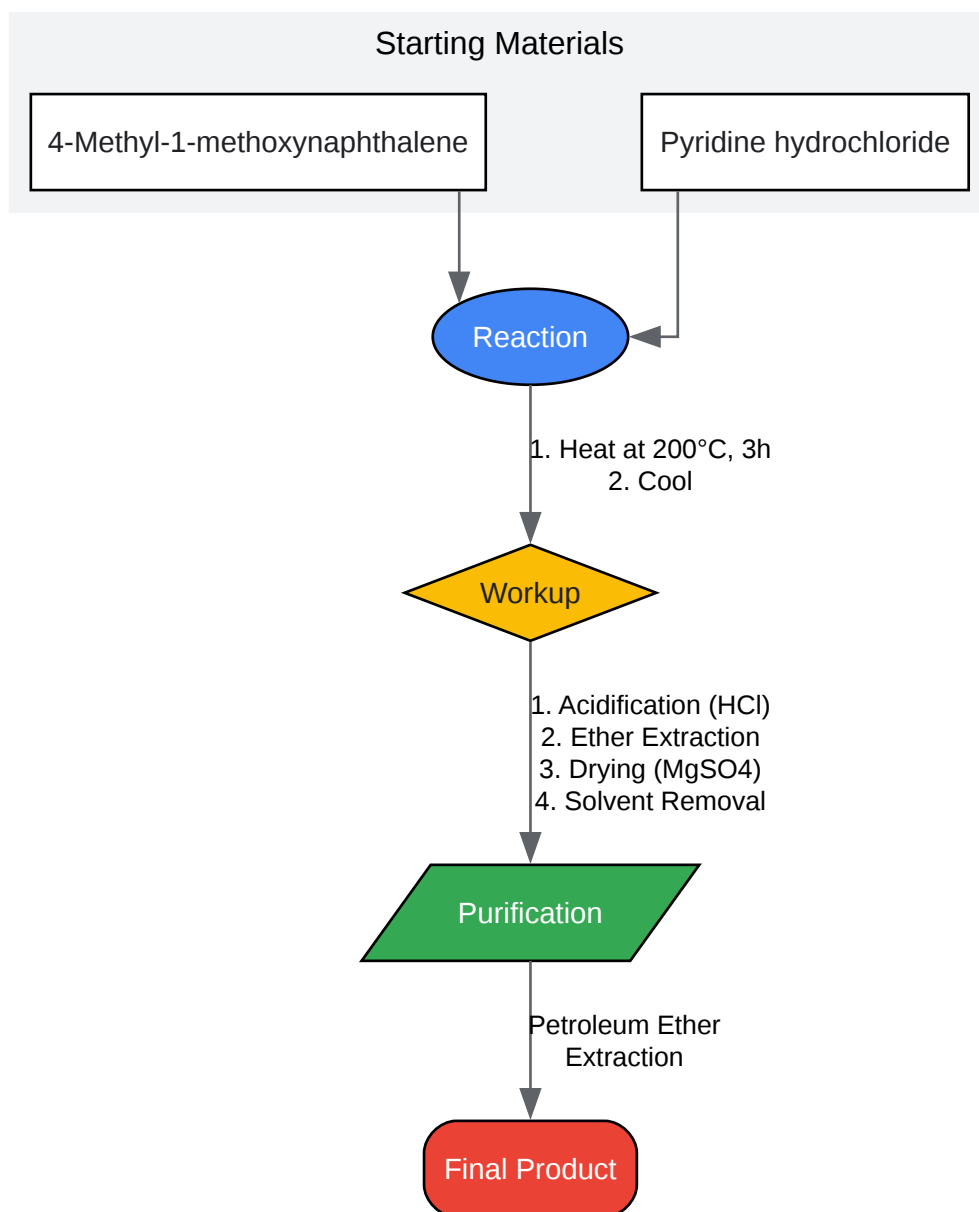 Starting Materials
4-Methyl-1-methoxynaphthalene
Pyridine hydrochloride
Reaction
1. Heat at 200°C, 3h
2. Cool
Workup
1. Acidification (HCl)
2. Ether Extraction
3. Drying (MgSO4)
4. Solvent Removal
Purification
Petroleum Ether
Extraction
Final Product